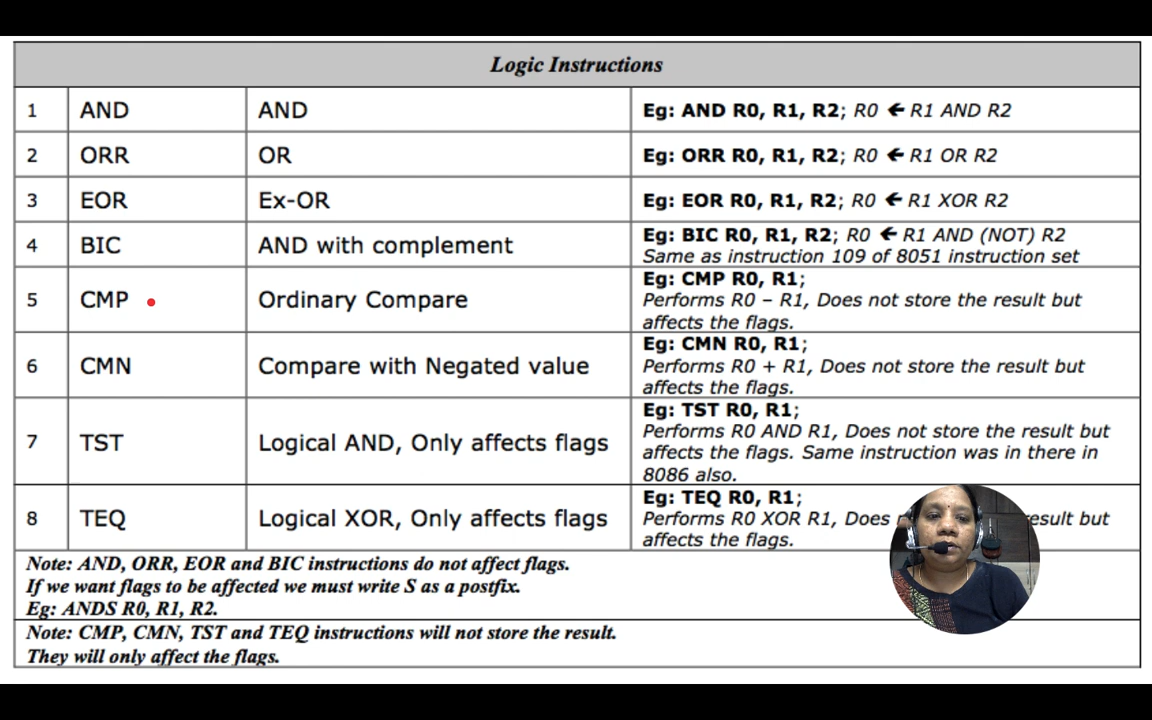 Logic Instructions
1 AND AND Eg: AND R0, R1, R2; R0 ← R1 AND R2
2 ORR OR Eg: ORR R0, R1, R2; R0 ← R1 OR R2
3 EOR Ex-OR Eg: EOR R0, R1, R2; R0 ← R1 XOR R2
4 BIC AND with complement Eg: BIC R0, R1, R2; R0 ← R1 AND (NOT) R2
Same as instruction 109 of 8051 instruction set
5 CMP Ordinary Compare Eg: CMP R0, R1;
Performs R0 – R1, Does not store the result but
affects the flags.
6 CMN Compare with Negated value Eg: CMN R0, R1;
Performs R0 + R1, Does not store the result but
affects the flags.
7 TST Logical AND, Only affects flags Eg: TST R0, R1;
Performs R0 AND R1, Does not store the result but
affects the flags. Same instruction was in there in
8086 also.
8 TEQ Logical XOR, Only affects flags Eg: TEQ R0, R1;
Performs R0 XOR R1, Does result but
affects the flags.
Note: AND, ORR, EOR and BIC instructions do not affect flags.
If we want flags to be affected we must write S as a postfix.
Eg: ANDS R0, R1, R2.
Note: CMP, CMN, TST and TEQ instructions will not store the result.
They will only affect the flags.